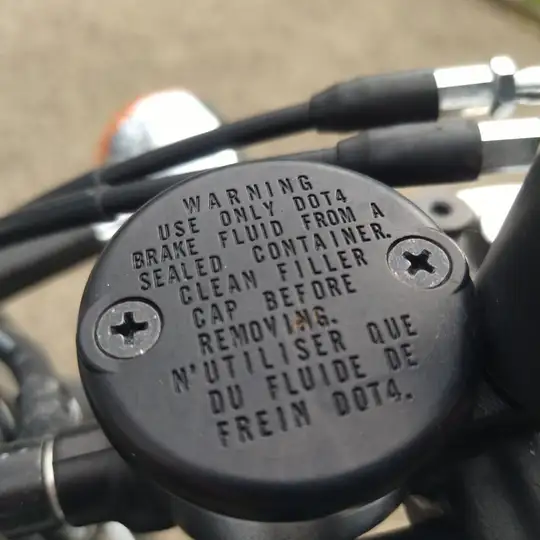 WARNING
USE ONLY DOT4
BRAKE FLUID FROM A
SEALED CONTAINER.
CLEAN FILLER
CAP BEFORE
REMOVING.
N'UTILISER QUE
DU FLUIDE DE
FREIN DOT4.